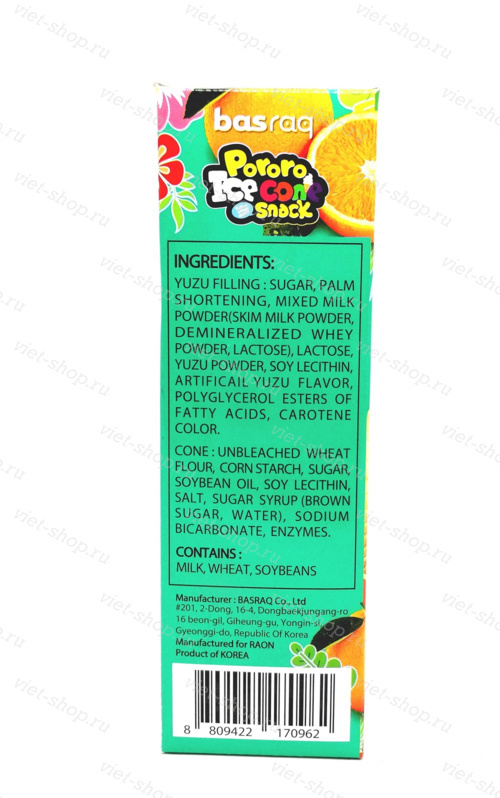 basraq
Pororo
Ice cone
snack
INGREDIENTS:
YUZU FILLING : SUGAR, PALM
SHORTENING, MIXED MILK
POWDER(SKIM MILK POWDER,
DEMINERALIZED WHEY
POWDER, LACTOSE), LACTOSE,
YUZU POWDER, SOY LECITHIN,
ARTIFICAIL YUZU FLAVOR,
POLYGLYCEROL ESTERS OF
FATTY ACIDS, CAROTENE
COLOR.
CONE : UNBLEACHED WHEAT
FLOUR, CORN STARCH, SUGAR,
SOYBEAN OIL, SOY LECITHIN,
SALT, SUGAR SYRUP (BROWN
SUGAR, WATER), SODIUM
BICARBONATE, ENZYMES.
CONTAINS :
MILK, WHEAT, SOYBEANS
Manufacturer : BASRAQ Co., Ltd
#201, 2-Dong, 16-4, Dongbaekjungang-ro
16 beon-gil, Giheung-gu, Yongin-si,
Gyeonggi-do, Republic Of Korea
Manufactured for RAON
Product of KOREA
8 809422 170962
viet-shop.ru